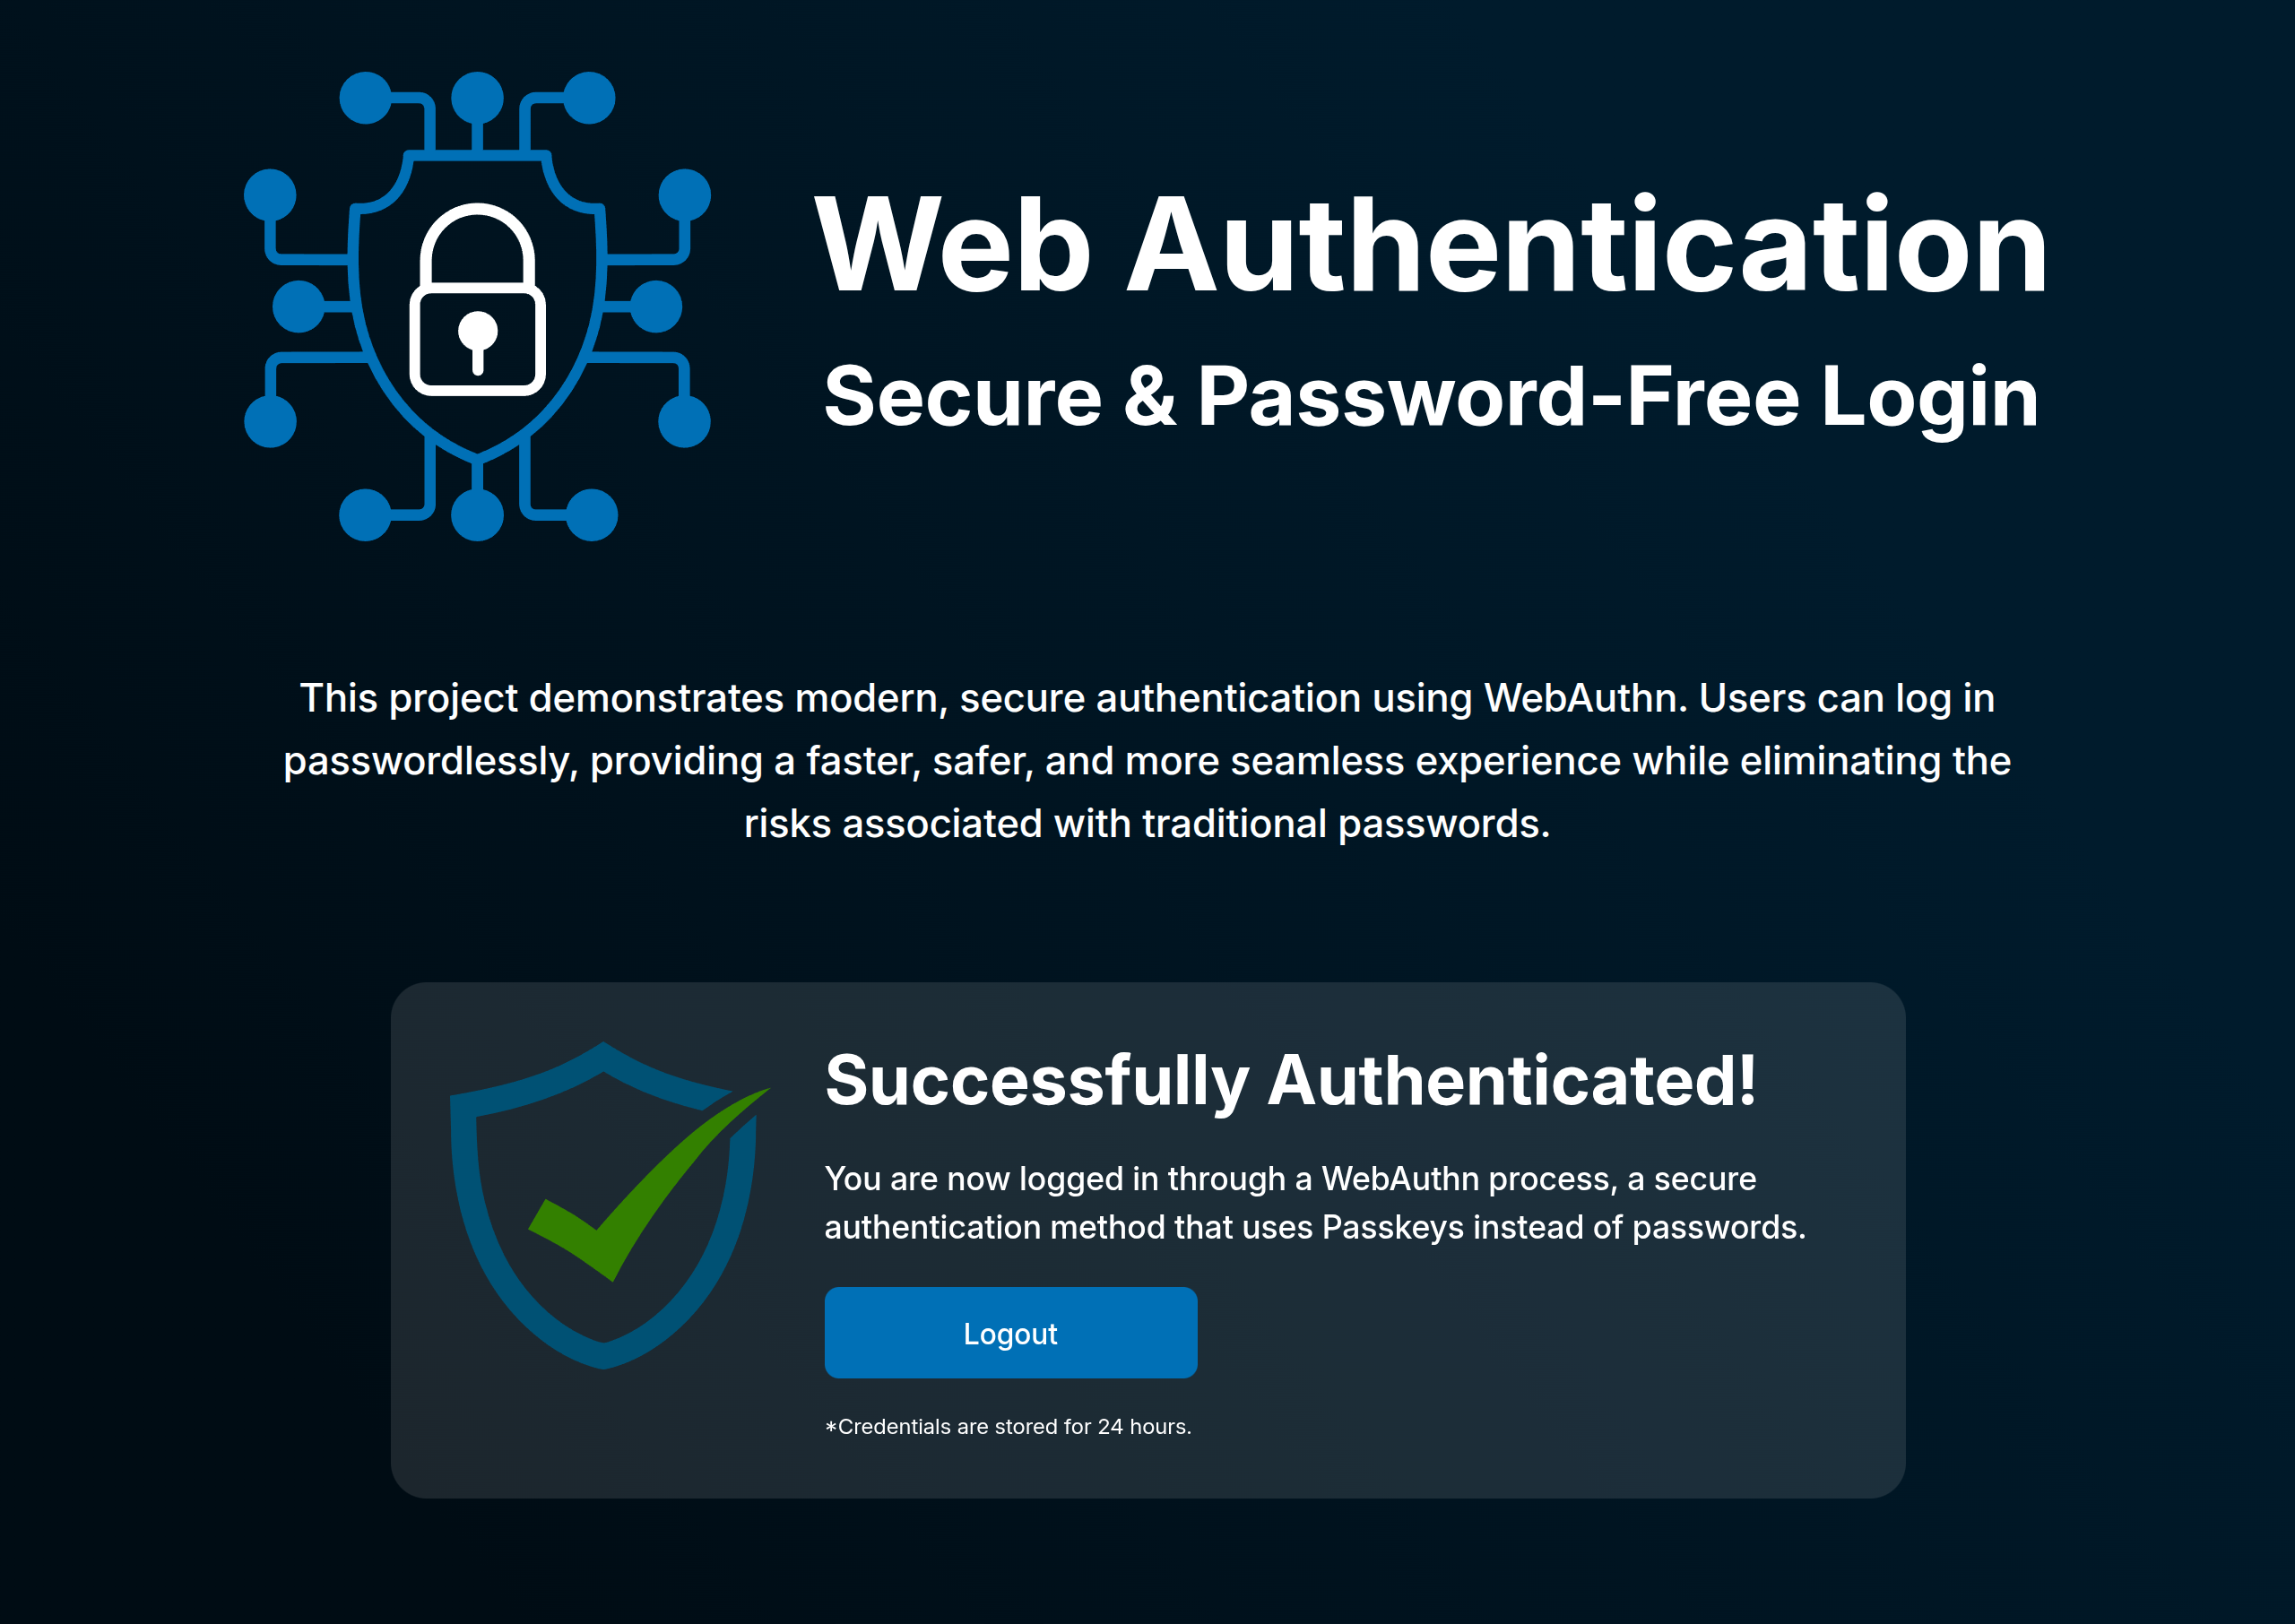 Web Authentication
Secure & Password-Free Login
This project demonstrates modern, secure authentication using WebAuthn. Users can log in
passwordlessly, providing a faster, safer, and more seamless experience while eliminating the
risks associated with traditional passwords.
Successfully Authenticated!
You are now logged in through a WebAuthn process, a secure
authentication method that uses Passkeys instead of passwords.
Logout
*Credentials are stored for 24 hours.